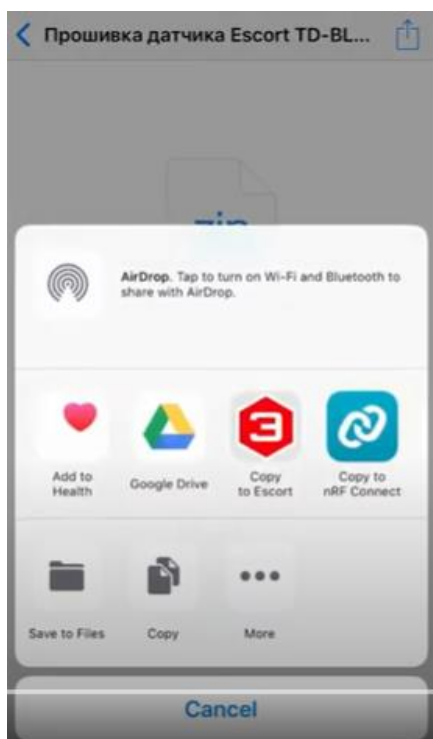 Прошивка датчика Escort TD-BL...
zip
AirDrop. Tap to turn on Wi-Fi and Bluetooth to
share with AirDrop.
Add to
Health
Google Drive
Copy
to Escort
Copy to
nRF Connect
Save to Files
Copy
More
Cancel